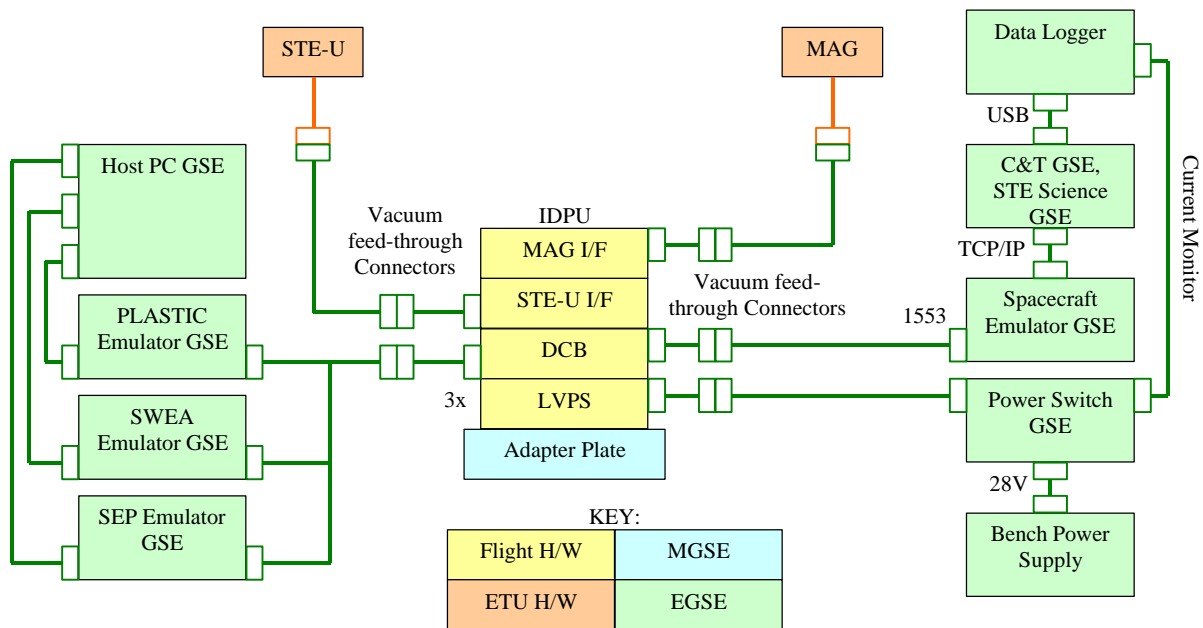 STE-U
MAG
Data Logger
USB
Host PC GSE
C&T GSE,
STE Science
GSE
Current Monitor
Vacuum
feed-through
Connectors
IDPU
MAG I/F
TCP/IP
Vacuum feed-
through Connectors
STE-U I/F
Spacecraft
Emulator GSE
PLASTIC
Emulator GSE
1553
DCB
3x
LVPS
Power Switch
GSE
SWEA
Emulator GSE
Adapter Plate
28V
SEP Emulator
GSE
KEY:
Flight H/W
MGSE
Bench Power
Supply
ETU H/W
EGSE